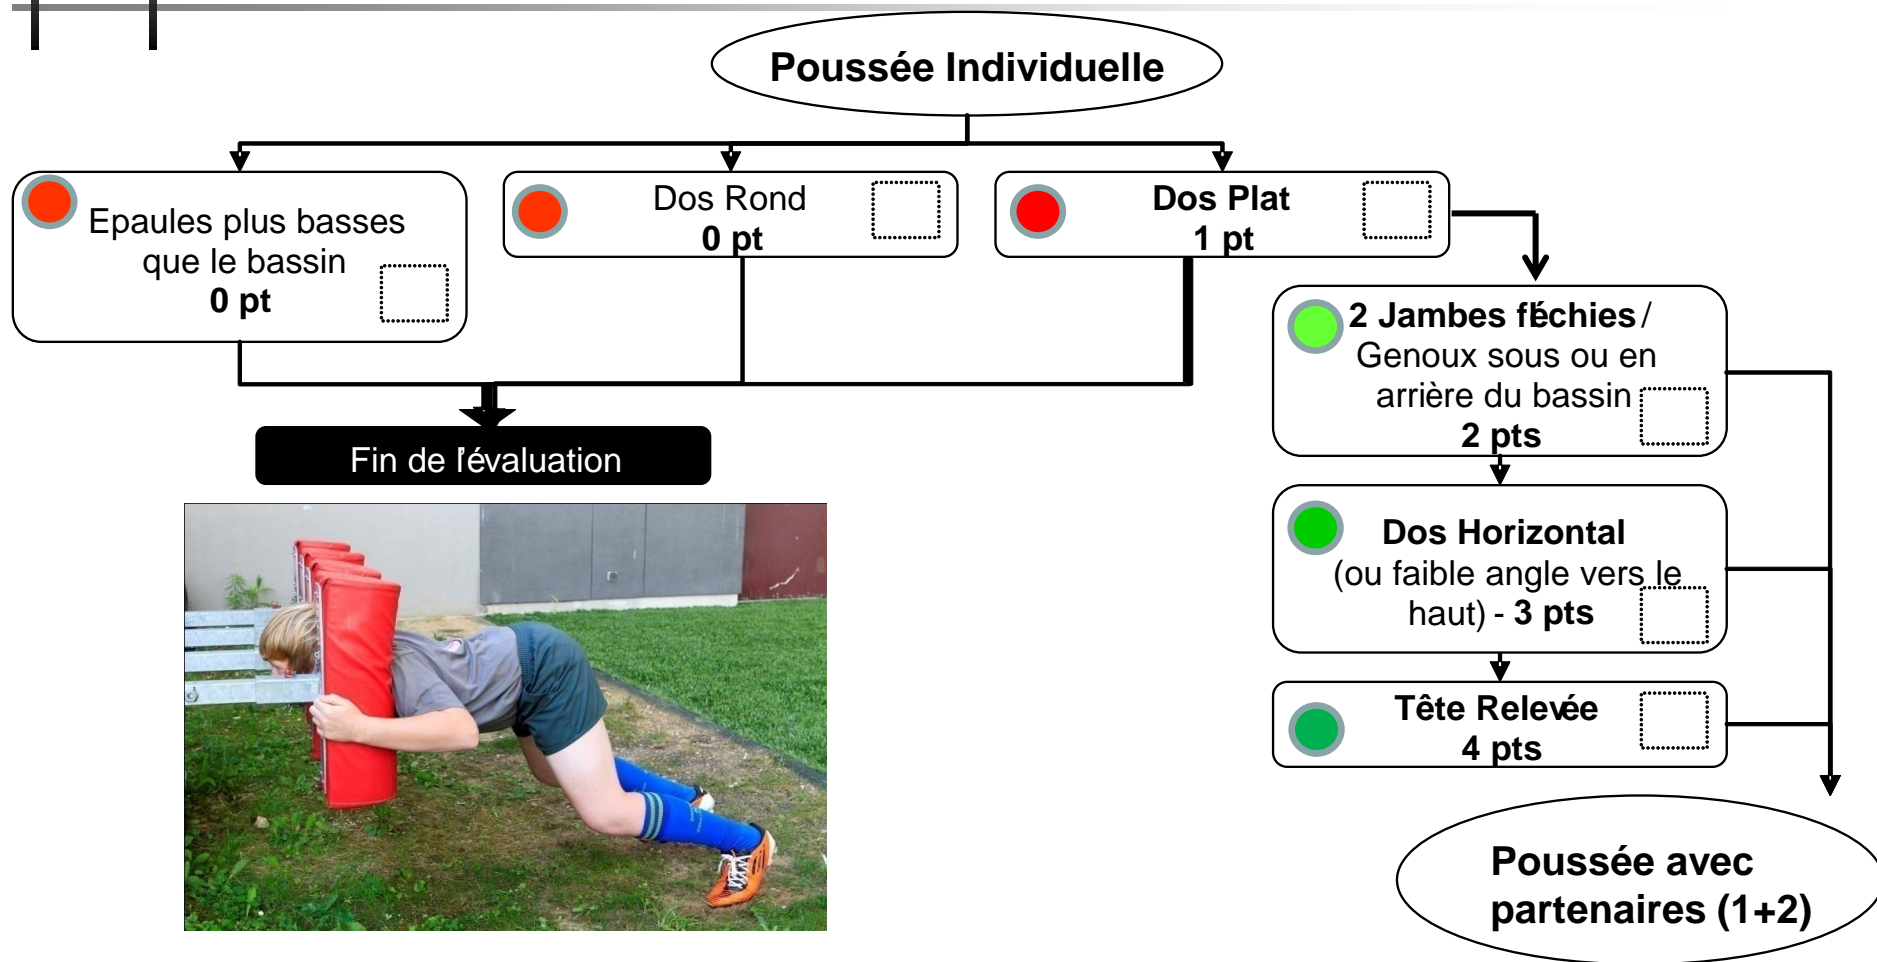 Poussée Individuelle
Epaules plus basses
que le bassin
0 pt
Dos Rond
0 pt
Dos Plat
1 pt
2 Jambes fléchies /
Genoux sous ou en
arrière du bassin
2 pts
Fin de l'évaluation
Dos Horizontal
(ou faible angle vers le
haut) - 3 pts
Tête Relevée
4 pts
Poussée avec
partenaires (1+2)